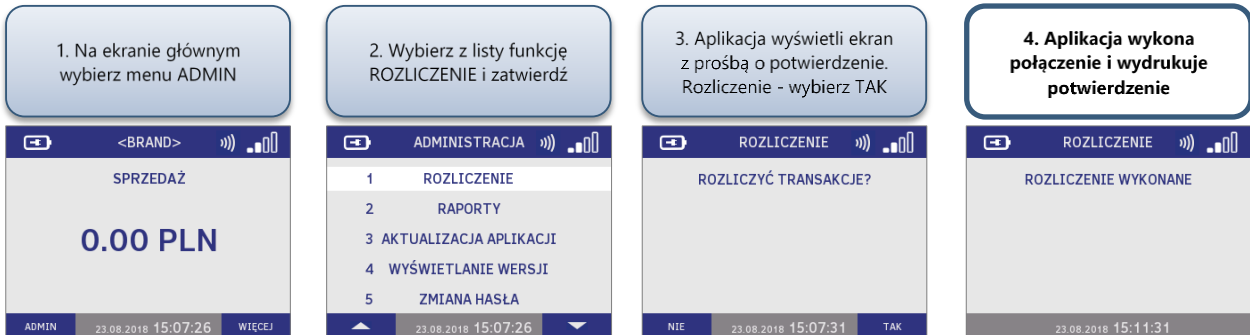 1. Na ekranie głównym
wybierz menu ADMIN
2. Wybierz z listy funkcję
ROZLICZENIE i zatwierdź
3. Aplikacja wyświetli ekran
z prośbą o potwierdzenie.
Rozliczenie - wybierz TAK
4. Aplikacja wykona
połączenie i wydrukuje
potwierdzenie
<BRAND>
SPRZEDAŻ
0.00 PLN
ADMIN 23.08.2018 15:07:26 WIĘCEJ
ADMINISTRACJA
1 ROZLICZENIE
2 RAPORTY
3 AKTUALIZACJA APLIKACJI
4 WYŚWIETLANIE WERSJI
5 ZMIANA HASŁA
23.08.2018 15:07:26
ROZLICZENIE
ROZLICZYĆ TRANSAKCJE?
NIE 23.08.2018 15:07:31 TAK
ROZLICZENIE
ROZLICZENIE WYKONANE
23.08.2018 15:11:31